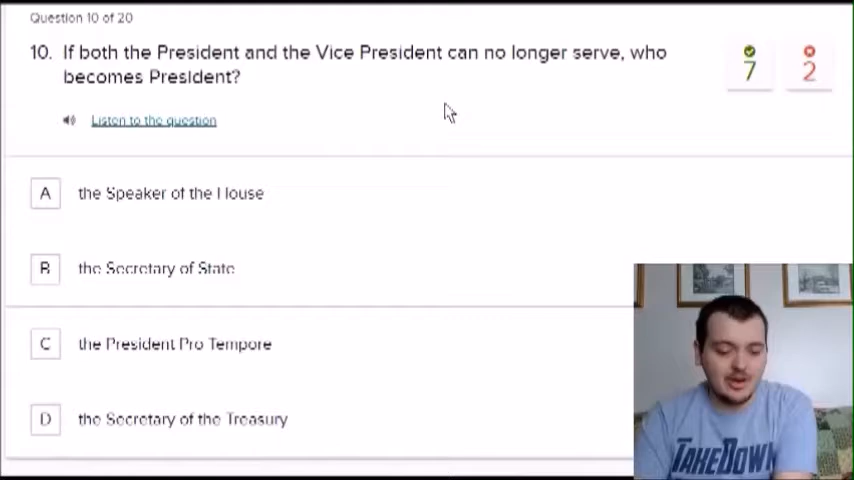 Question 10 of 20
10. If both the President and the Vice President can no longer serve, who
becomes President?
7
2
Listen to the question
A the Speaker of the House
B the Secretary of State
C the President Pro Tempore
D the Secretary of the Treasury
TAKEDOWN